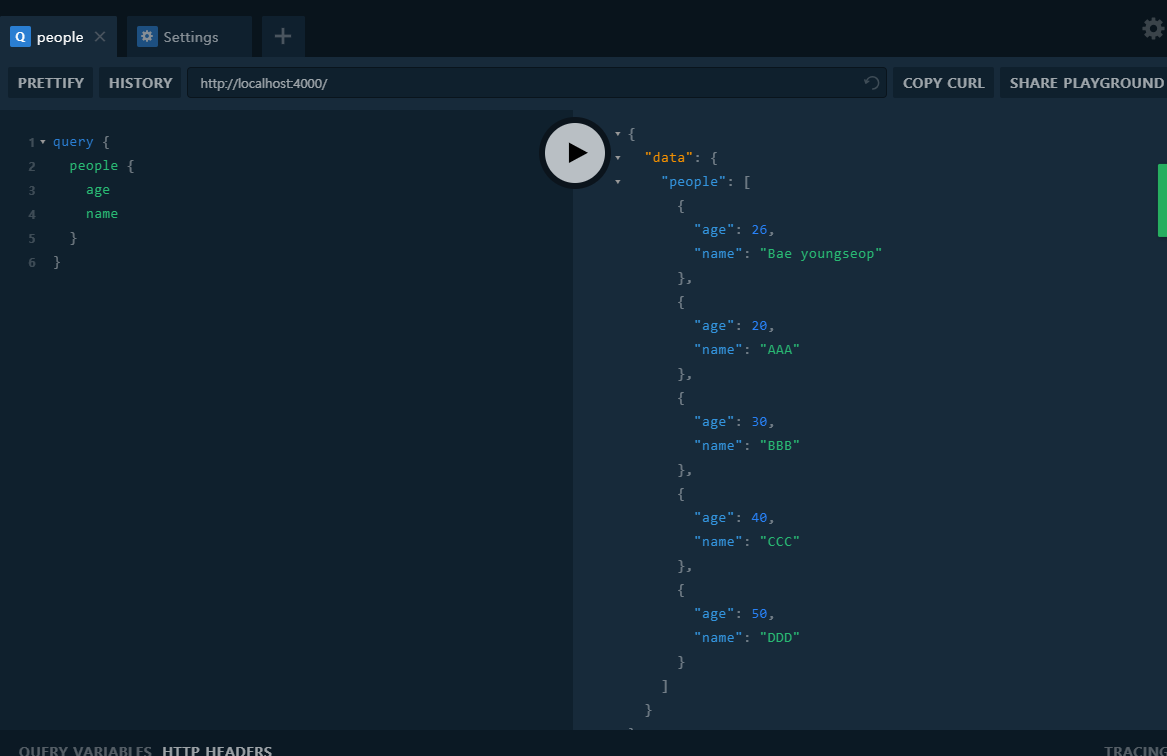 Q people × Settings +
PRETTIFY HISTORY http://localhost:4000/ COPY CURL SHARE PLAYGROUND
1 query {
2 people {
3 age
4 name
5 }
6 }
{
"data": {
"people": [
{
"age": 26,
"name": "Bae youngseop"
},
{
"age": 20,
"name": "AAA"
},
{
"age": 30,
"name": "BBB"
},
{
"age": 40,
"name": "CCC"
},
{
"age": 50,
"name": "DDD"
}
]
}
QUERY VARIABLES HTTP HEADERS TRACING